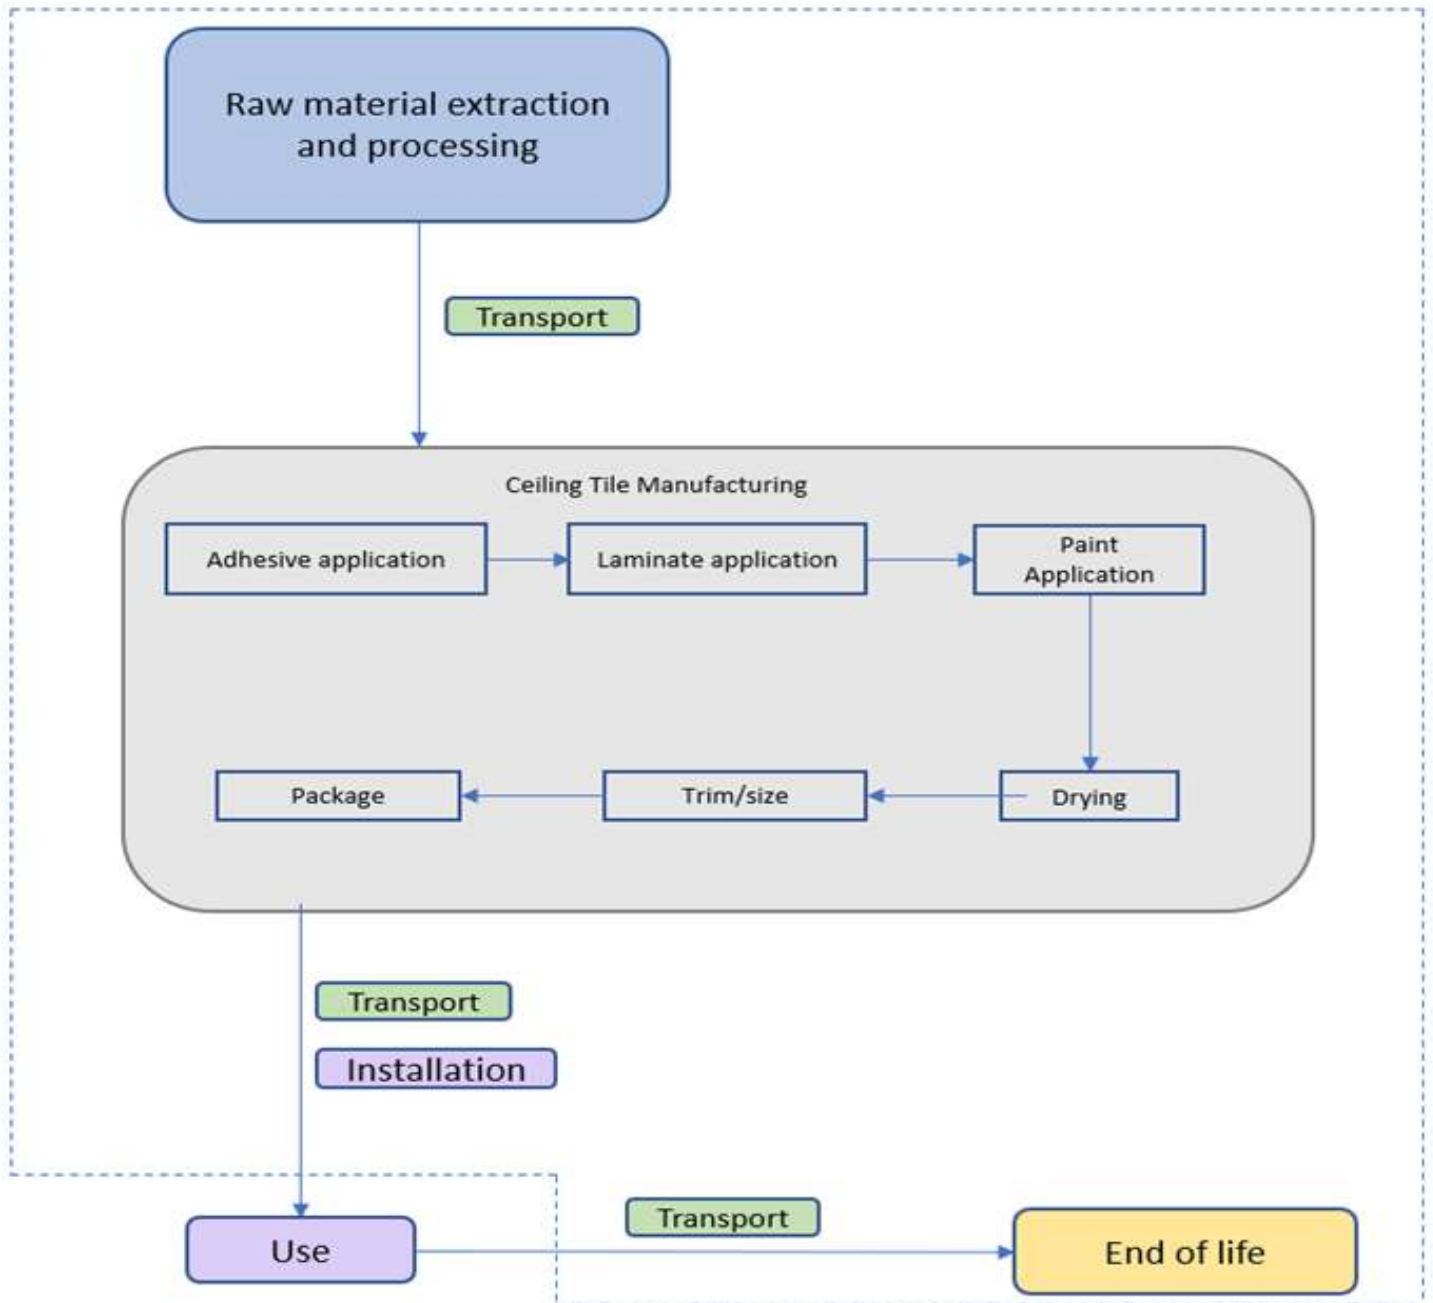 Raw material extraction
and processing
Transport
Ceiling Tile Manufacturing
Adhesive application
Laminate application
Paint
Application
Package
Trim/size
Drying
Transport
Installation
Transport
Use
End of life